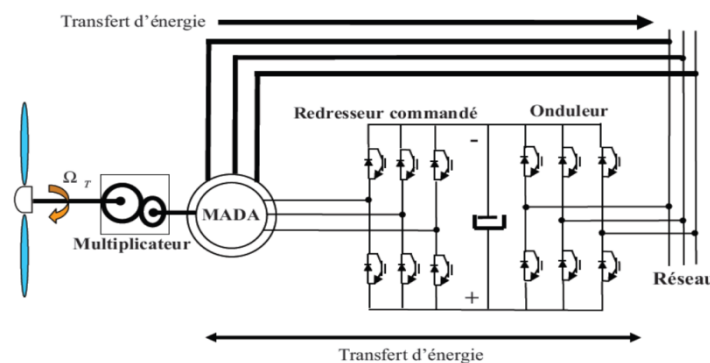 Transfert d'énergie
Redresseur commandé
Onduleur
-
Ω T
MADA
Multiplicateur
+
Réseau
Transfert d'énergie